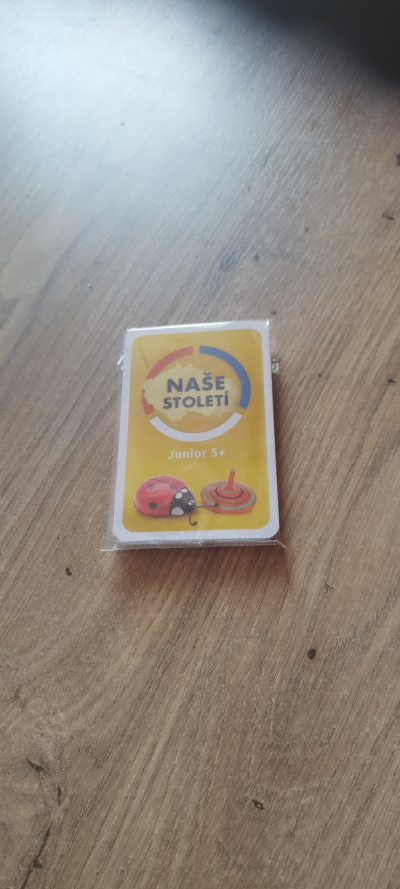 NAŠE
STOLETÍ
Junior 5+